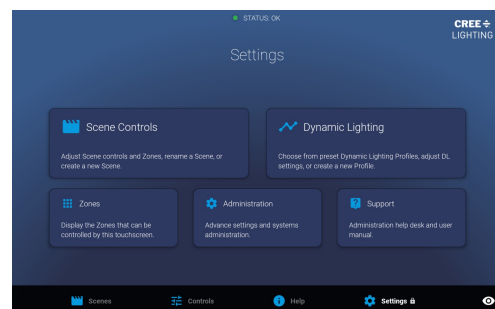 STATUS: OK
CREE
LIGHTING
Settings
Scene Controls
Adjust Scene controls and Zones, rename a Scene, or
create a new Scene.
Dynamic Lighting
Choose from preset Dynamic Lighting Profiles, adjust DL
settings, or create a new Profile.
Zones
Display the Zones that can be
controlled by this touchscreen.
Administration
Advance settings and systems
administration.
Support
Administration help desk and user
manual.
Scenes
Controls
Help
Settings